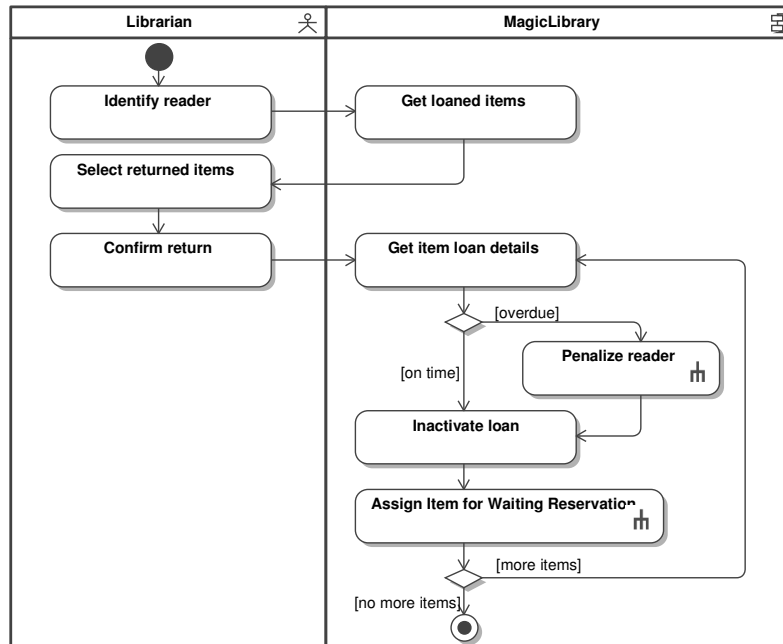 Librarian
MagicLibrary
Identify reader
Get loaned items
Select returned items
Confirm return
Get item loan details
[overdue]
Penalize reader
[on time]
Inactivate loan
Assign Item for Waiting Reservation
[more items]
[no more items]